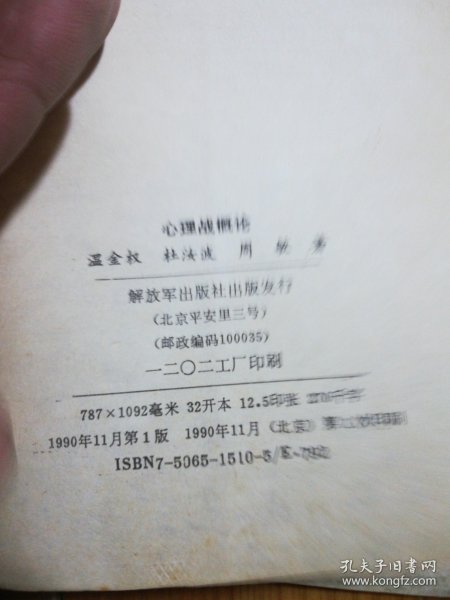 心理战概论
温金权 杜汝波 周敏 著
解放军出版社出版发行
(北京平安里三号)
(邮政编码100035)
一二〇二工厂印刷
787×1092毫米 32开本 12.5印张
1990年11月第1版 1990年11月(北京)
ISBN7-5065-1510-5/E·792
孔夫子旧书网
www.kongfz.com